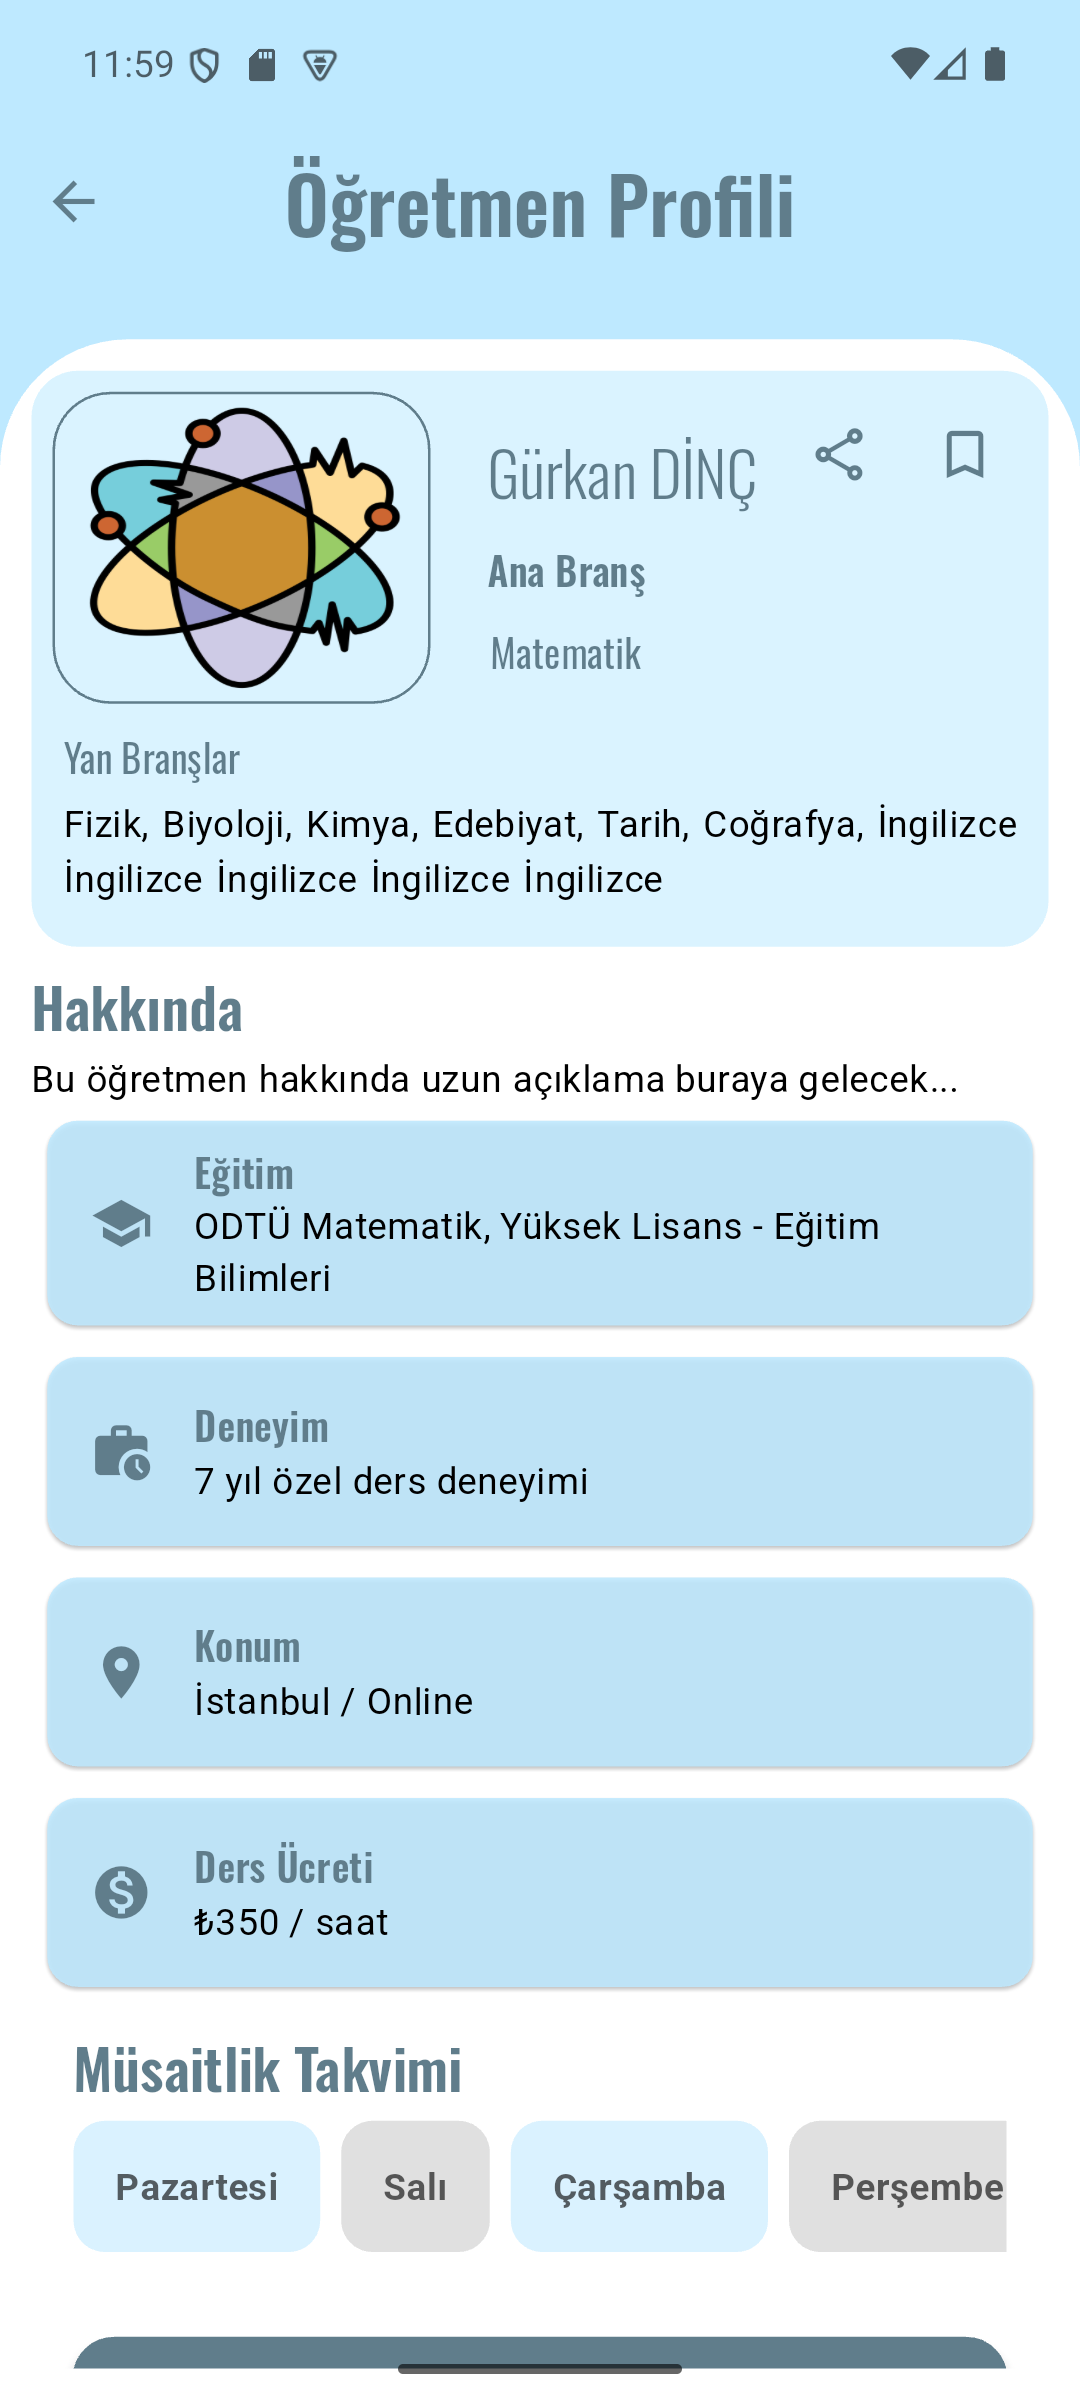 11:59
Öğretmen Profili
Gürkan DİNÇ
Ana Branş
Matematik
Yan Branşlar
Fizik, Biyoloji, Kimya, Edebiyat, Tarih, Coğrafya, İngilizce
İngilizce İngilizce İngilizce İngilizce
Hakkında
Bu öğretmen hakkında uzun açıklama buraya gelecek...
Eğitim
ODTÜ Matematik, Yüksek Lisans - Eğitim
Bilimleri
Deneyim
7 yıl özel ders deneyimi
Konum
İstanbul / Online
Ders Ücreti
₺350 / saat
Müsaitlik Takvimi
Pazartesi Salı Çarşamba Perşembe